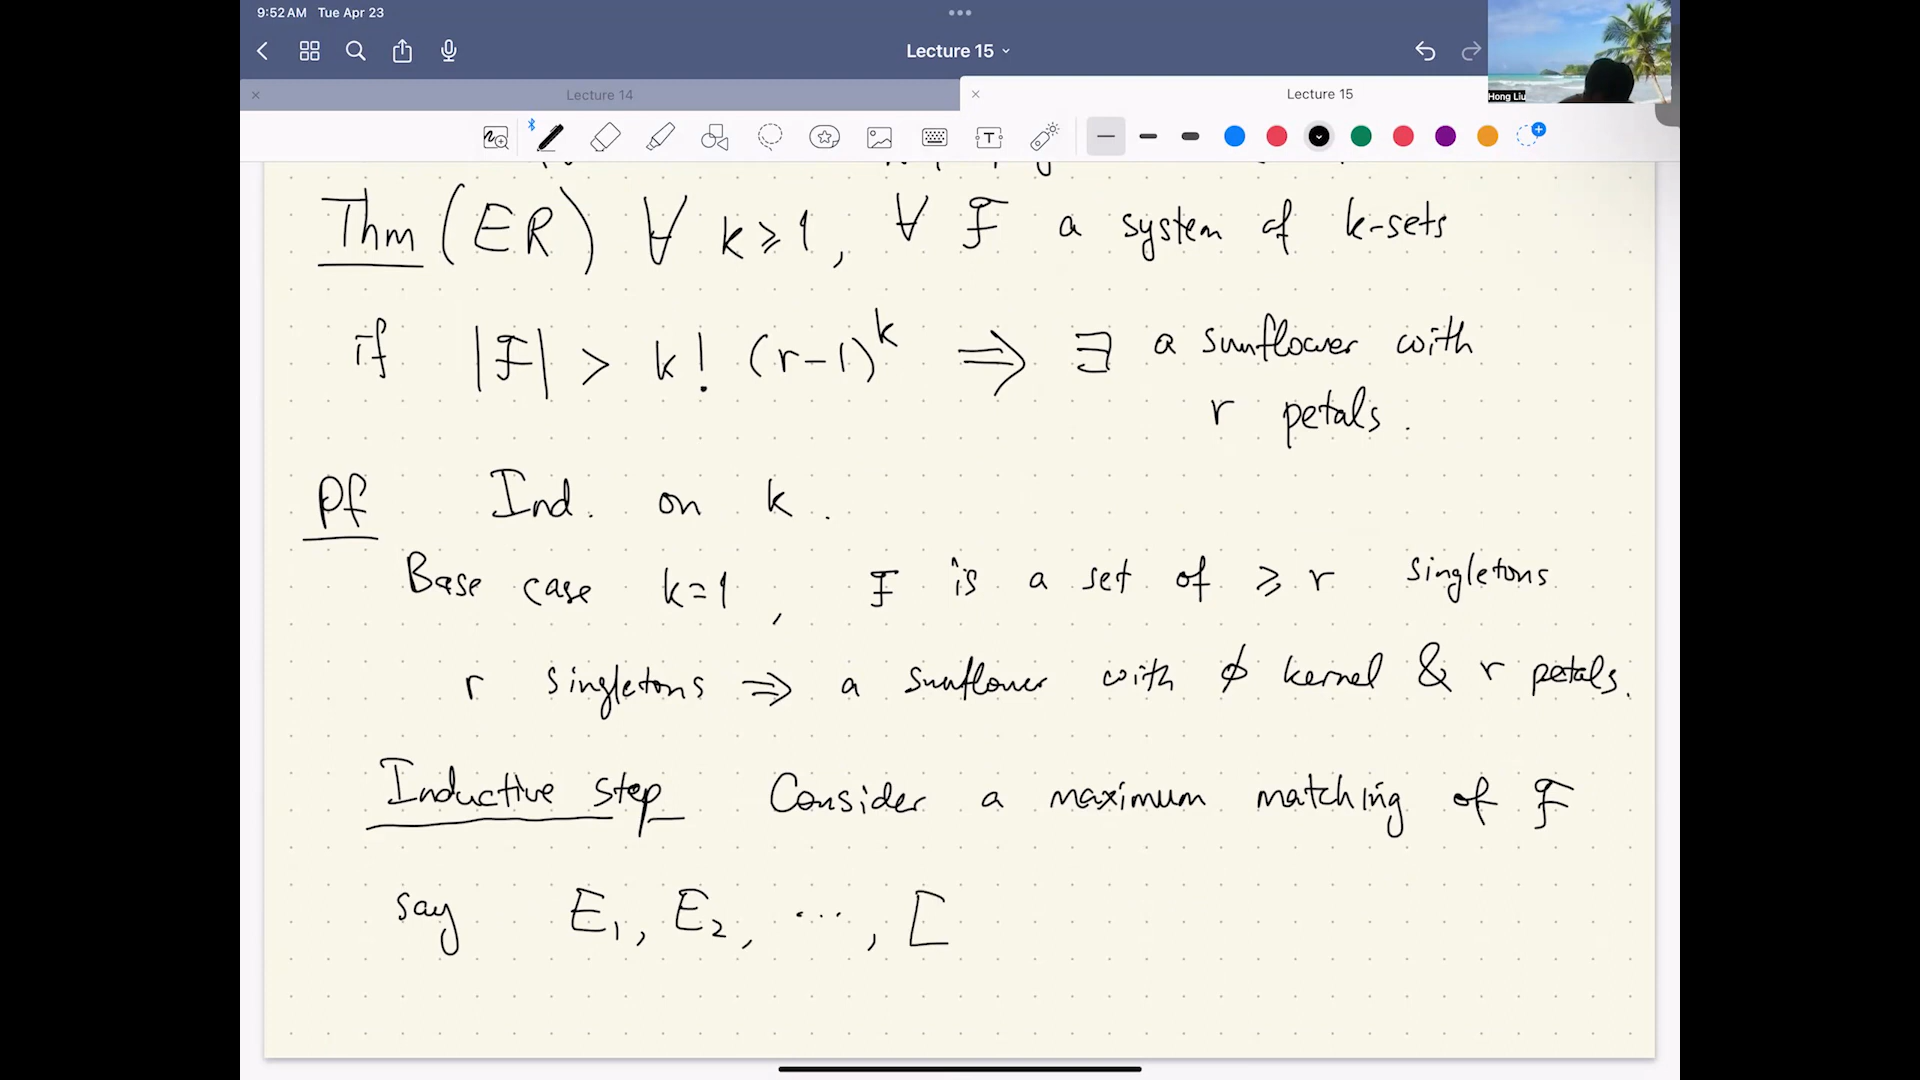 9:52 AM Tue Apr 23
Lecture 15
Hong Liu
Lecture 14
Lecture 15
Thm (ER) ∀ k ≥ 1, ∀ F a system of k-sets
if |F| > k! (r-1)^k ⇒ ∃ a sunflower with
r petals.
Pf Ind. on k.
Base case k=1, F is a set of ≥ r singletons
r singletons ⇒ a sunflower with ϕ kernel & r petals.
Inductive step Consider a maximum matching of F
say E₁, E₂, ...,